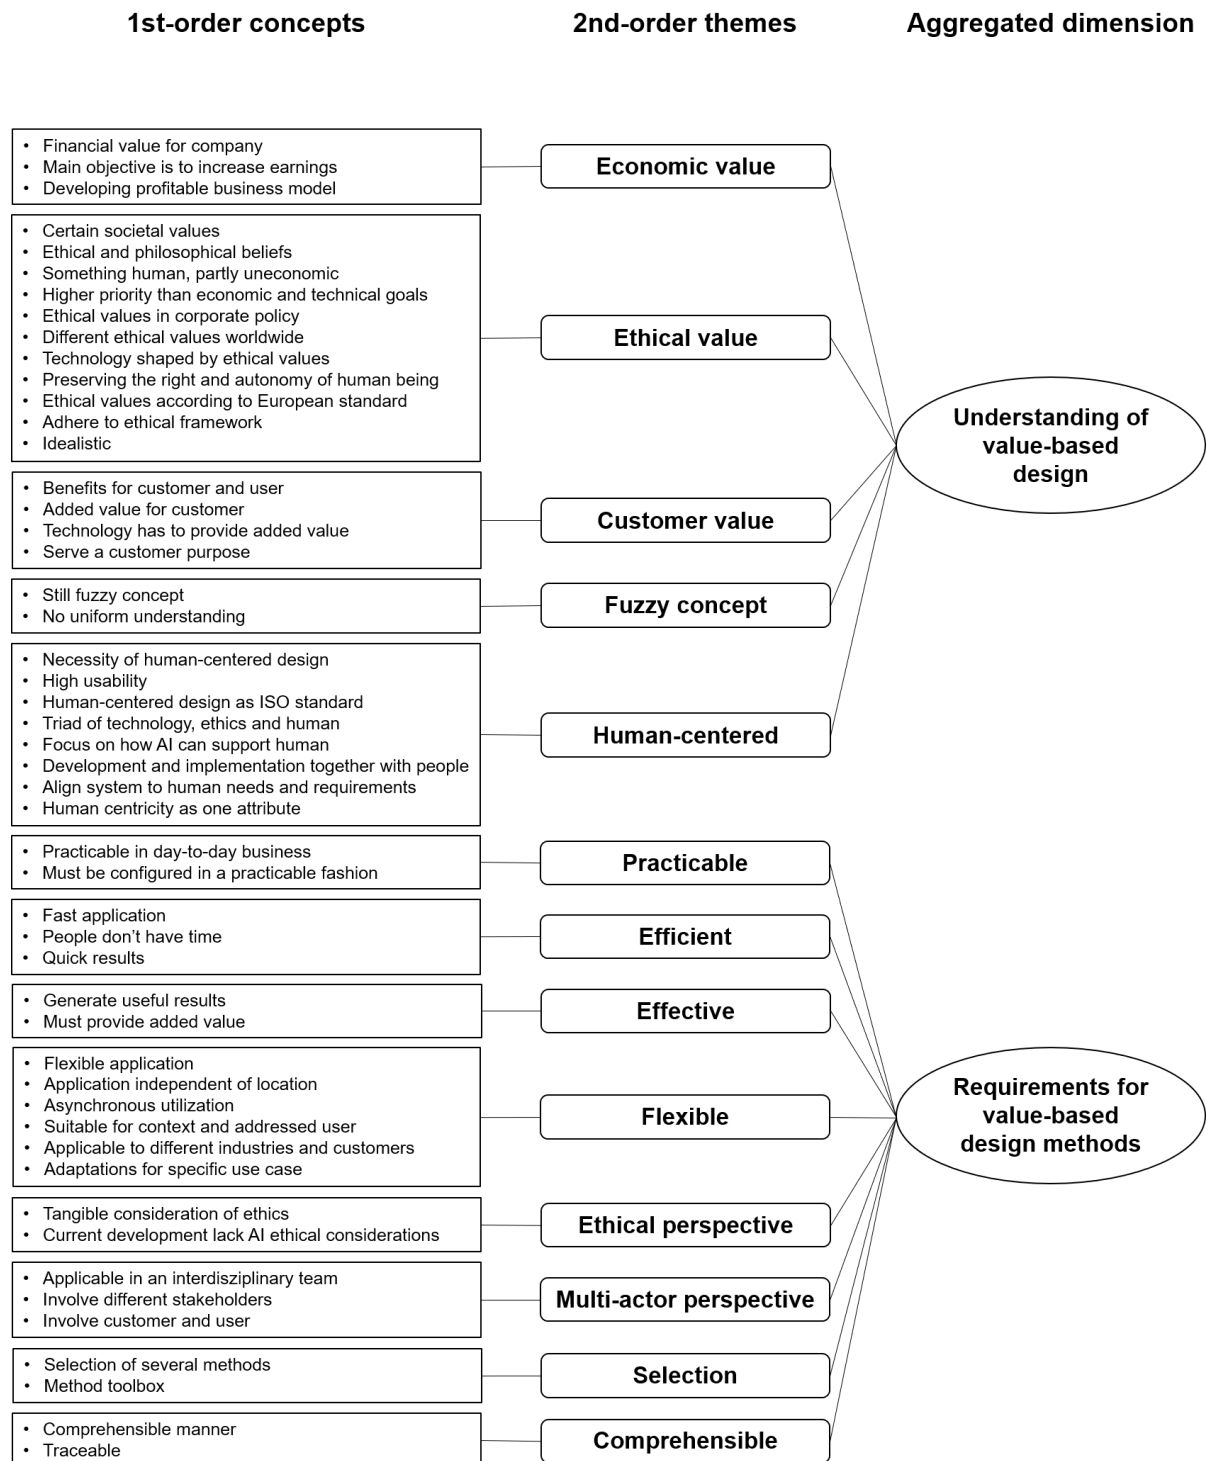 1st-order concepts
2nd-order themes
Aggregated dimension
• Financial value for company
• Main objective is to increase earnings
• Developing profitable business model
Economic value
• Certain societal values
• Ethical and philosophical beliefs
• Something human, partly uneconomic
• Higher priority than economic and technical goals
• Ethical values in corporate policy
• Different ethical values worldwide
• Technology shaped by ethical values
• Preserving the right and autonomy of human being
• Ethical values according to European standard
• Adhere to ethical framework
• Idealistic
Ethical value
• Benefits for customer and user
• Added value for customer
• Technology has to provide added value
• Serve a customer purpose
Customer value
• Still fuzzy concept
• No uniform understanding
Fuzzy concept
• Necessity of human-centered design
• High usability
• Human-centered design as ISO standard
• Triad of technology, ethics and human
• Focus on how AI can support human
• Development and implementation together with people
• Align system to human needs and requirements
• Human centricity as one attribute
Human-centered
Understanding of
value-based
design
• Practicable in day-to-day business
• Must be configured in a practicable fashion
Practicable
• Fast application
• People don’t have time
• Quick results
Efficient
• Generate useful results
• Must provide added value
Effective
• Flexible application
• Application independent of location
• Asynchronous utilization
• Suitable for context and addressed user
• Applicable to different industries and customers
• Adaptations for specific use case
Flexible
• Tangible consideration of ethics
• Current development lack AI ethical considerations
Ethical perspective
• Applicable in an interdisziplinary team
• Involve different stakeholders
• Involve customer and user
Multi-actor perspective
• Selection of several methods
• Method toolbox
Selection
• Comprehensible manner
• Traceable
Comprehensible
Requirements for
value-based
design methods